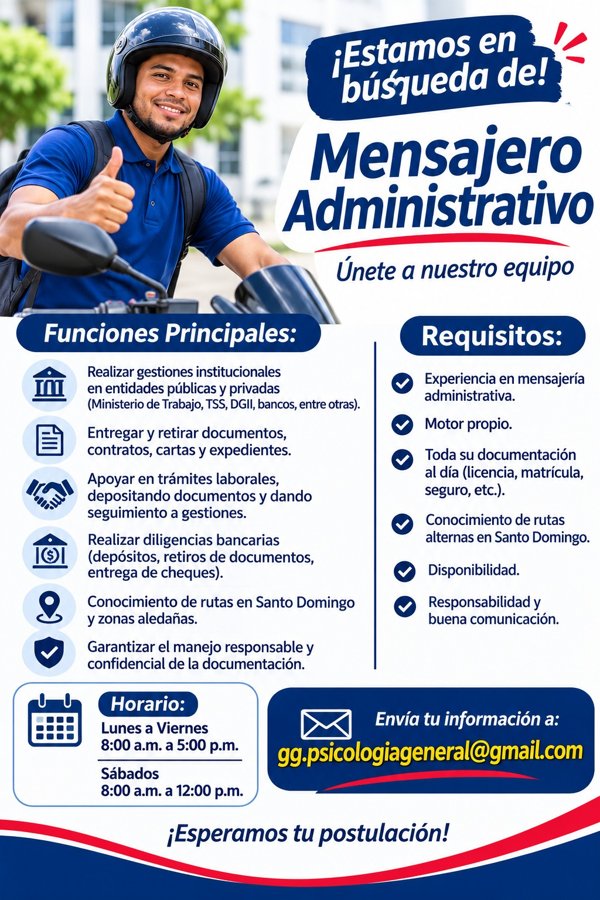 ¡Estamos en
búsqueda de!
Mensajero
Administrativo
Únete a nuestro equipo
Funciones Principales:
Realizar gestiones institucionales
en entidades públicas y privadas
(Ministerio de Trabajo, TSS, DGII, bancos, entre otras).
Entregar y retirar documentos,
contratos, cartas y expedientes.
Apoyar en trámites laborales,
depositando documentos y dando
seguimiento a gestiones.
Realizar diligencias bancarias
(depósitos, retiros de documentos,
entrega de cheques).
Conocimiento de rutas en Santo Domingo
y zonas aledañas.
Garantizar el manejo responsable y
confidencial de la documentación.
Requisitos:
Experiencia en mensajería
administrativa.
Motor propio.
Toda su documentación
al día (licencia, matrícula,
seguro, etc.).
Conocimiento de rutas
alternas en Santo Domingo.
Disponibilidad.
Responsabilidad y
buena comunicación.
Horario:
Lunes a Viernes
8:00 a.m. a 5:00 p.m.
Sábados
8:00 a.m. a 12:00 p.m.
Envía tu información a:
gg.psicologiageneral@gmail.com
¡Esperamos tu postulación!